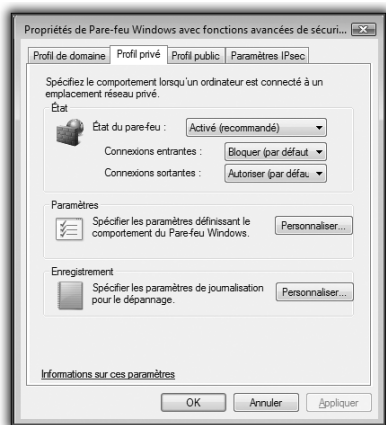 Propriétés de Pare-feu Windows avec fonctions avancées de sécuri...
Profil de domaine Profil privé Profil public Paramètres IPsec
Spécifiez le comportement lorsqu'un ordinateur est connecté à un
emplacement réseau privé.
État
État du pare-feu : Activé (recommandé)
Connexions entrantes : Bloquer (par défaut
Connexions sortantes : Autoriser (par défau
Paramètres
Spécifier les paramètres définissant le
comportement du Pare-feu Windows.
Personnaliser...
Enregistrement
Spécifier les paramètres de journalisation
pour le dépannage.
Personnaliser...
Informations sur ces paramètres
OK Annuler Appliquer